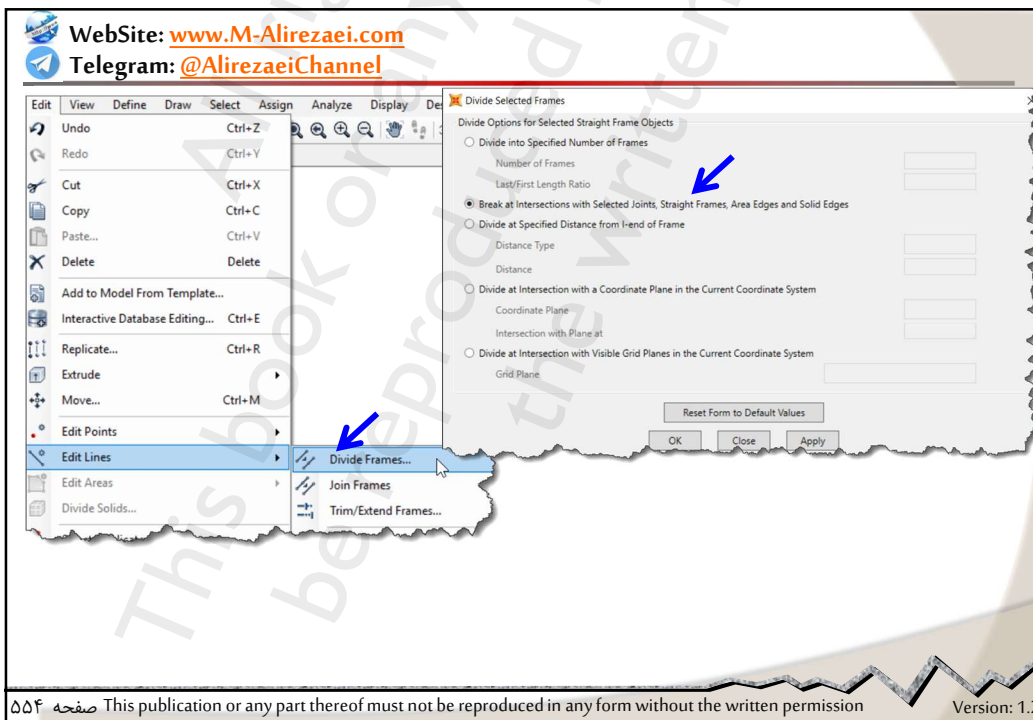 WebSite: www.M-Alirezaei.com
Telegram: @AlirezaeiChannel
Edit View Define Draw Select Assign Analyze Display
Undo Ctrl+Z
Redo Ctrl+Y
Cut Ctrl+X
Copy Ctrl+C
Paste... Ctrl+V
Delete Delete
Add to Model From Template...
Interactive Database Editing... Ctrl+E
Replicate... Ctrl+R
Extrude
Move... Ctrl+M
Edit Points
Edit Lines
Edit Areas
Divide Solids...
Divide Frames...
Join Frames
Trim/Extend Frames...
Divide Selected Frames
Divide Options for Selected Straight Frame Objects
Divide into Specified Number of Frames
Number of Frames
Last/First Length Ratio
Break at Intersections with Selected Joints, Straight Frames, Area Edges and Solid Edges
Divide at Specified Distance from I-end of Frame
Distance Type
Distance
Divide at Intersection with a Coordinate Plane in the Current Coordinate System
Coordinate Plane
Intersection with Plane at
Divide at Intersection with Visible Grid Planes in the Current Coordinate System
Grid Plane
Reset Form to Default Values
OK Close Apply
This book or any
be reproduced
the written
صفحه ۵۵۴ This publication or any part thereof must not be reproduced in any form without the written permission Version: 1.